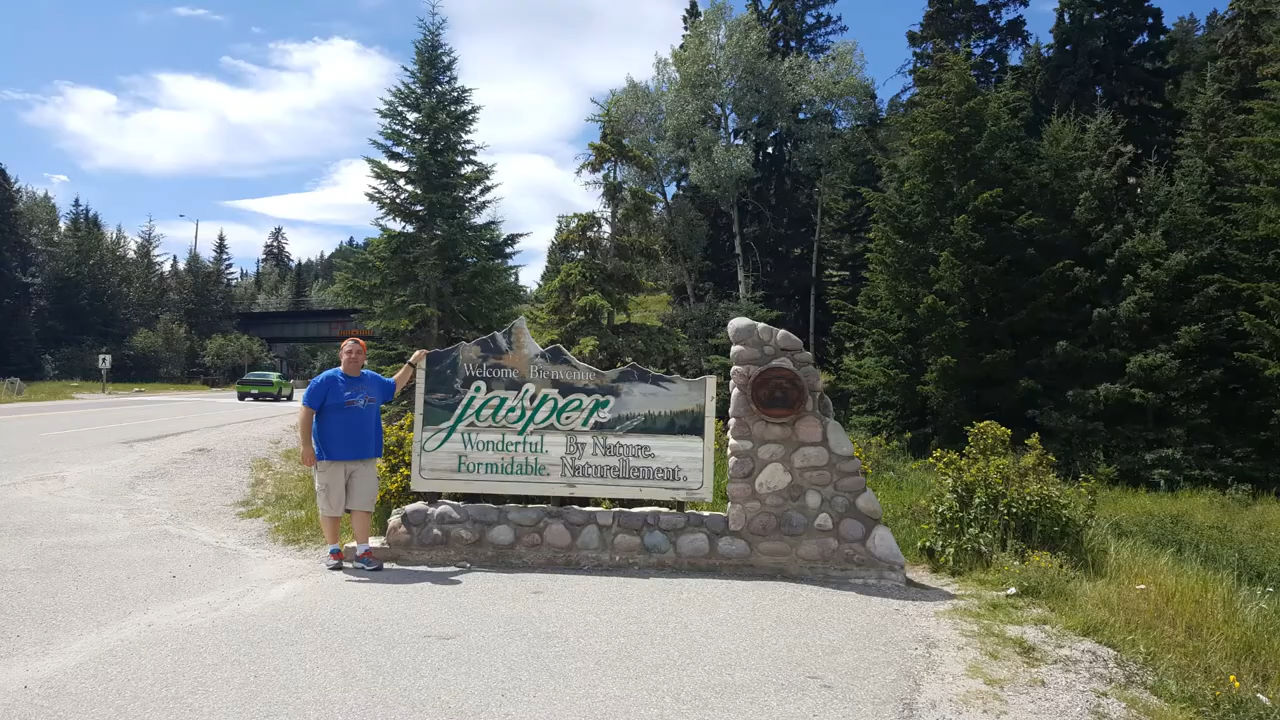 Welcome Bienvenue
jasper
Wonderful. By Nature.
Formidable. Naturellement.